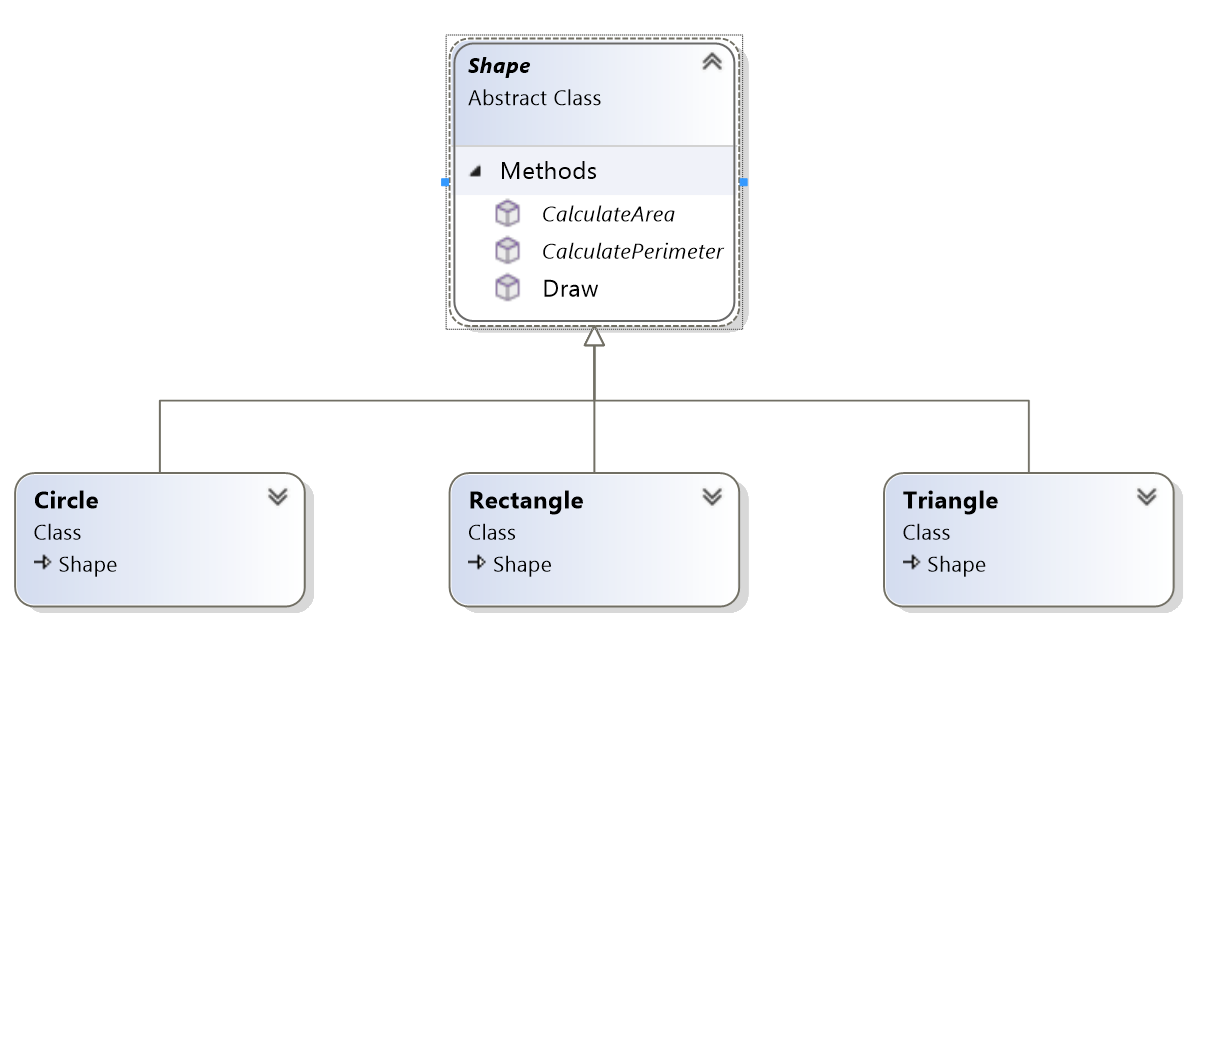 Shape
Abstract Class
Methods
CalculateArea
CalculatePerimeter
Draw
Circle
Class
Shape
Rectangle
Class
Shape
Triangle
Class
Shape